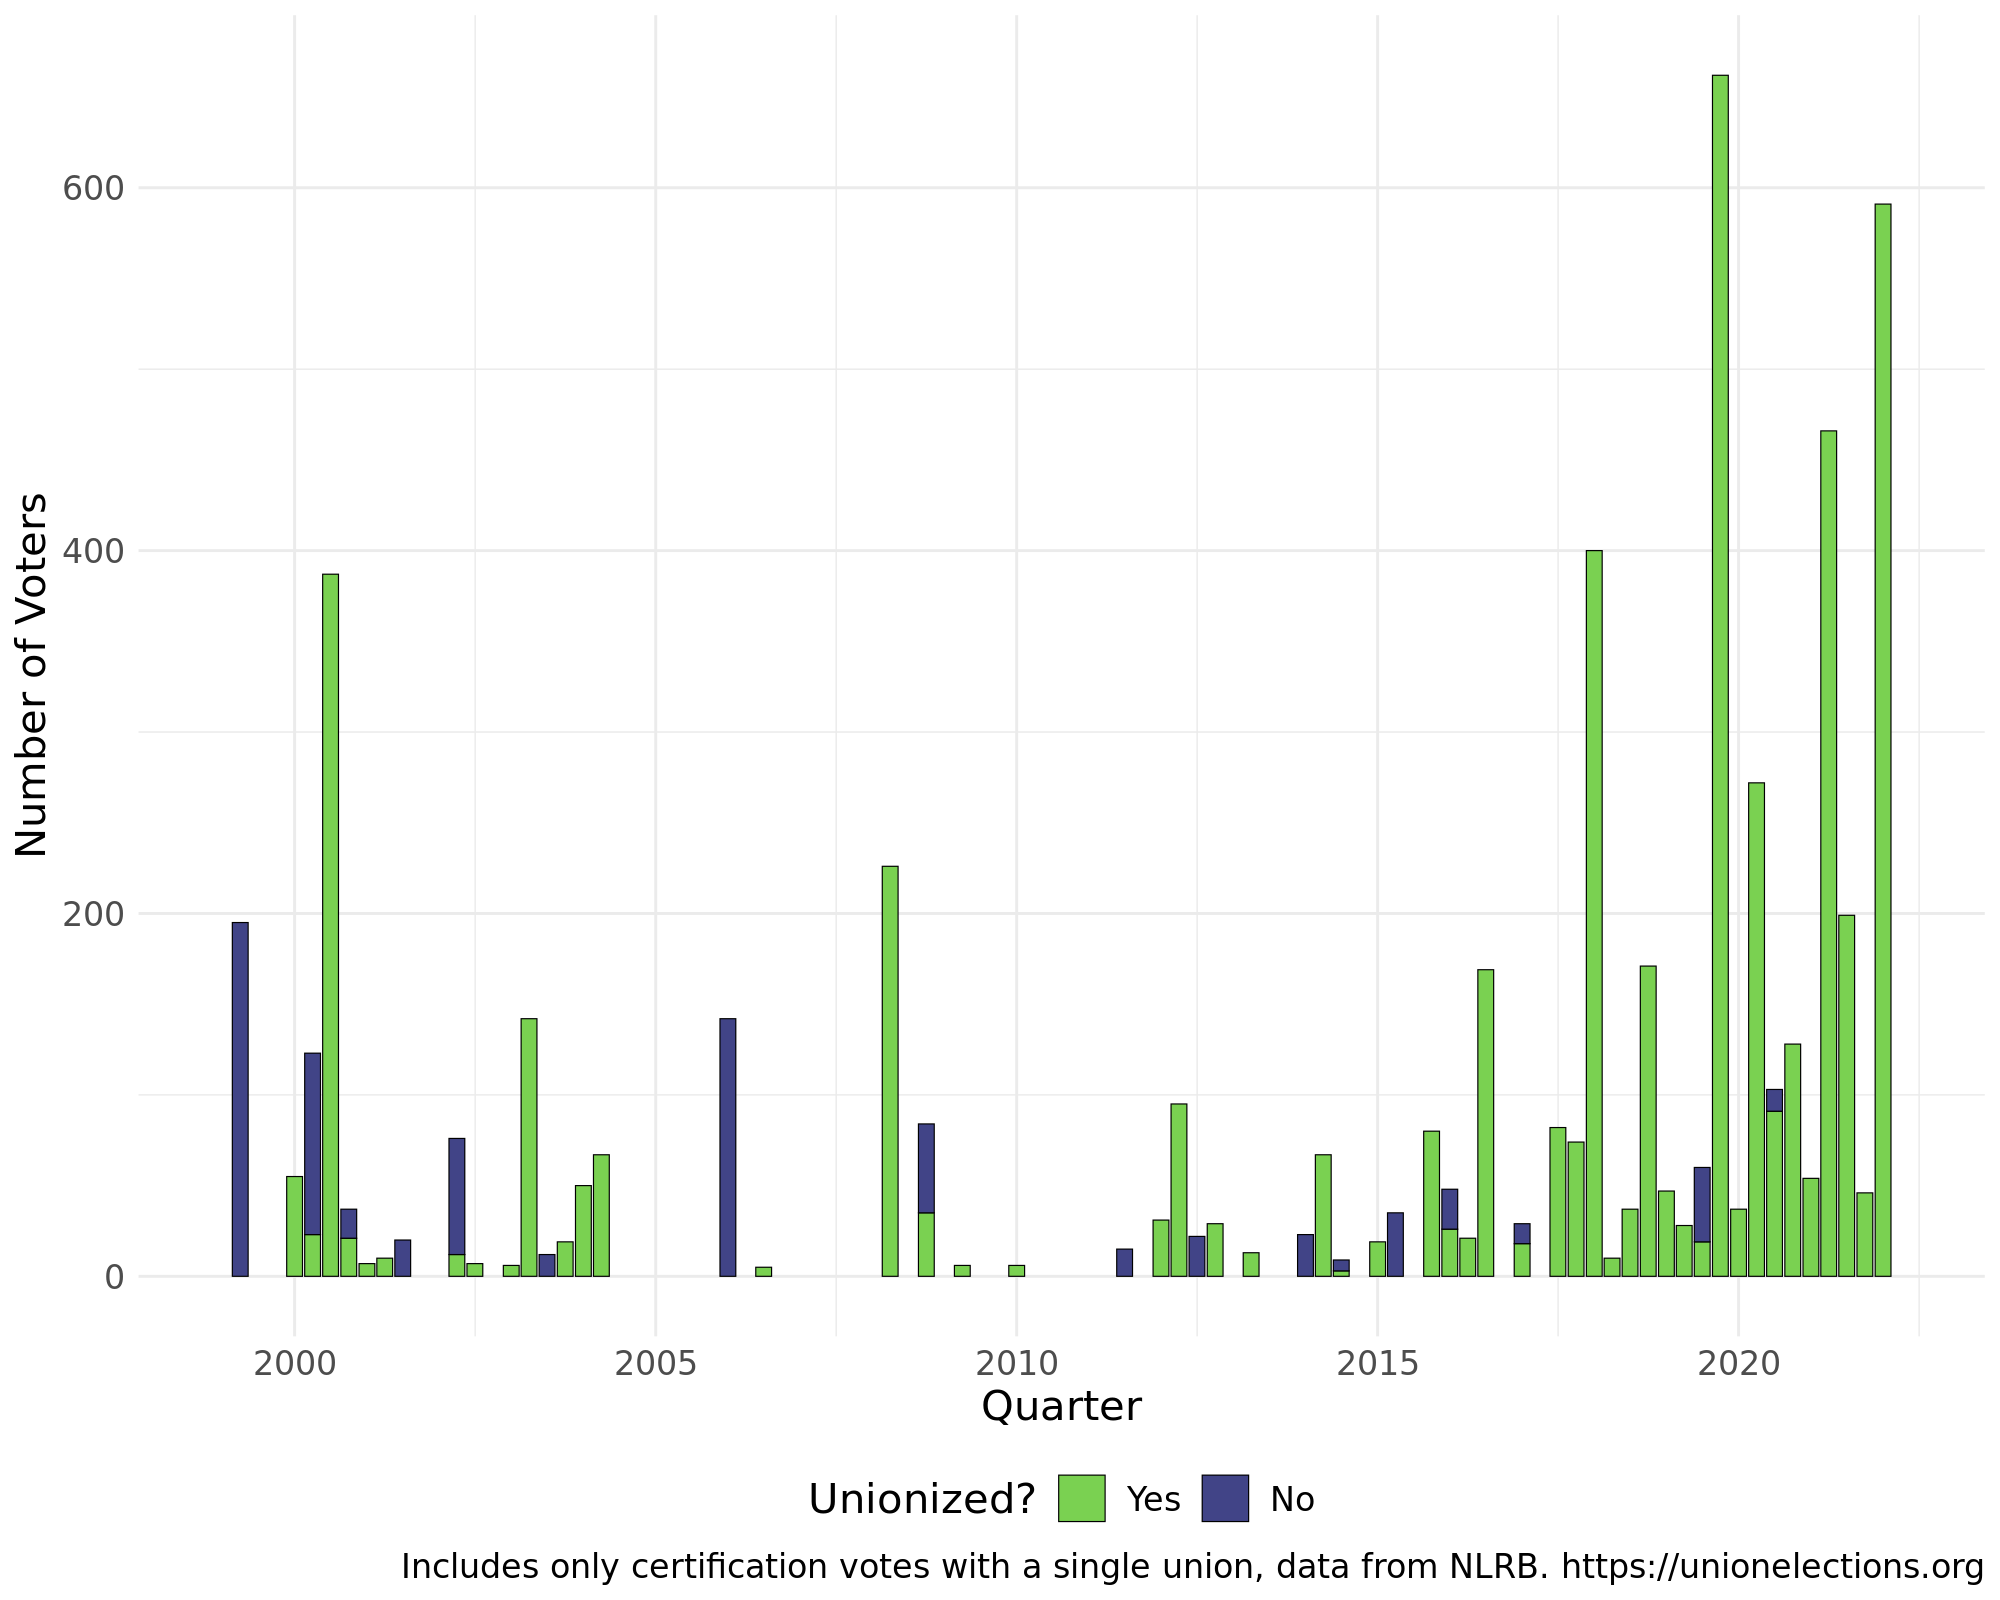 600
400
200
0
Number of Voters
2000 2005 2010 2015 2020
Quarter
Unionized? Yes No
Includes only certification votes with a single union, data from NLRB. https://unionelections.org